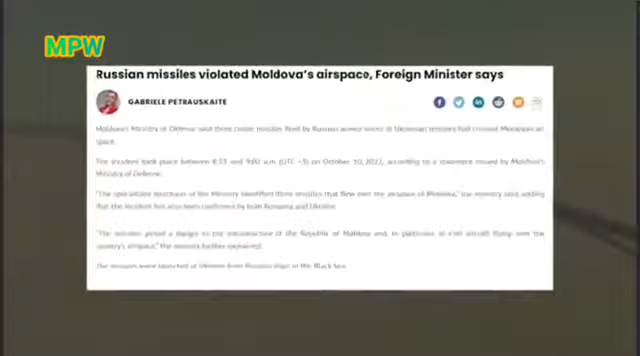 MPW
Russian missiles violated Moldova's airspace, Foreign Minister says
GABRIELE PETRAUSKAITE
Moldova's Ministry of Defense said three cruise missiles fired by Russian at Ukrainian territory had crossed Moldovan air
space.
The incident took place between and 9:00 a.m. (UTC +3) on October 10, 2022, according to a statement issued by Moldova's
Ministry of Defense.
"The specialized structures of the Ministry identified three missiles that flew over the airspace of Moldova," the ministry said, adding
that the incident has also been confirmed by both Romania and Ukraine.
"The missiles posed a danger to the infrastructure of the Republic of Moldova and, in particular, to civil aircraft flying over the
country's airspace," the ministry further explained.
The missiles were launched at Ukraine from Russian ships in the Black Sea